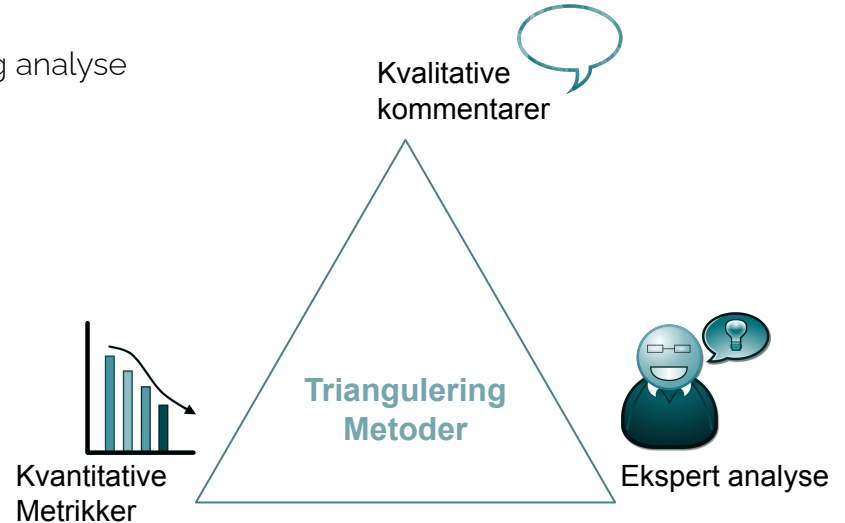 g analyse
Kvalitative
kommentarer
Triangulering
Metoder
Kvantitative
Metrikker
Ekspert analyse